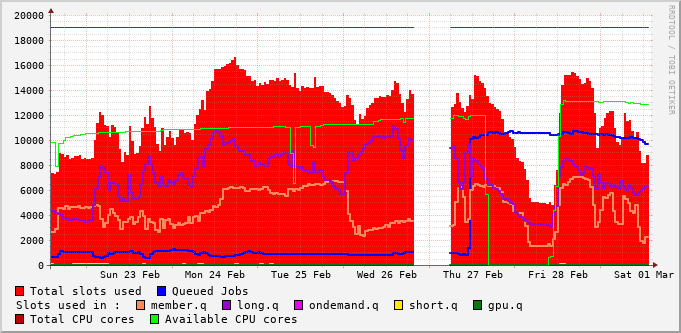 20000
18000
16000
14000
12000
10000
8000
6000
4000
2000
0
Sun 23 Feb Mon 24 Feb Tue 25 Feb Wed 26 Feb Thu 27 Feb Fri 28 Feb Sat 01 Mar
RRDTOOL / TOBI OETIKER
Total slots used Queued Jobs
Slots used in : member.q long.q ondemand.q short.q gpu.q
Total CPU cores Available CPU cores